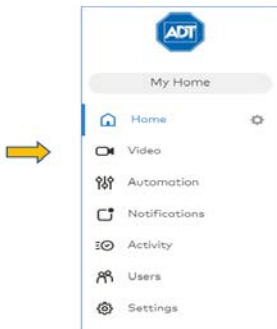 ADT
My Home
Home
Video
Automation
Notifications
Activity
Users
Settings